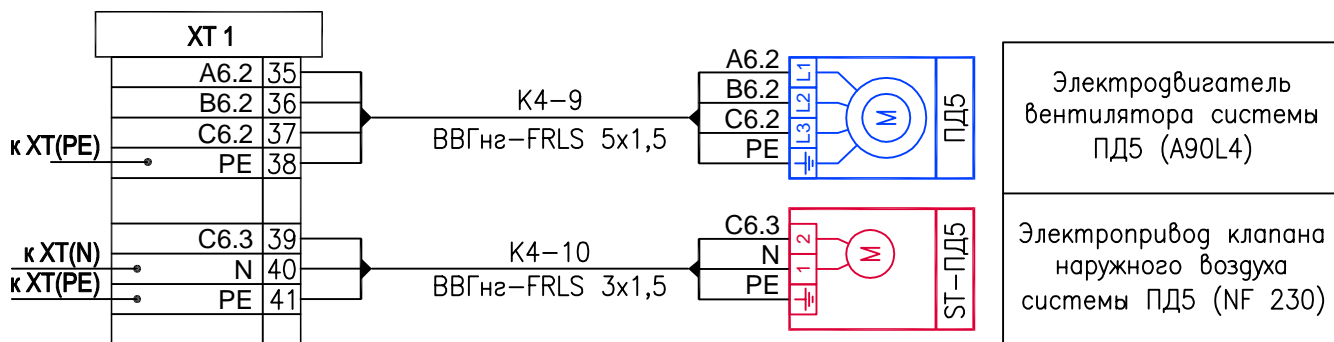 XT 1
A6.2 35
B6.2 36
C6.2 37
к XT(PE)
PE 38
C6.3 39
к XT(N)
N 40
к XT(PE)
PE 41
K4-9
ВВГнг-FRLS 5x1,5
K4-10
ВВГнг-FRLS 3x1,5
A6.2
B6.2
C6.2
PE
L1
L2
L3
M
ПД5
C6.3
N
PE
2
1
M
ST-ПД5
Электродвигатель
вентилятора системы
ПД5 (A90L4)
Электропривод клапана
наружного воздуха
системы ПД5 (NF 230)